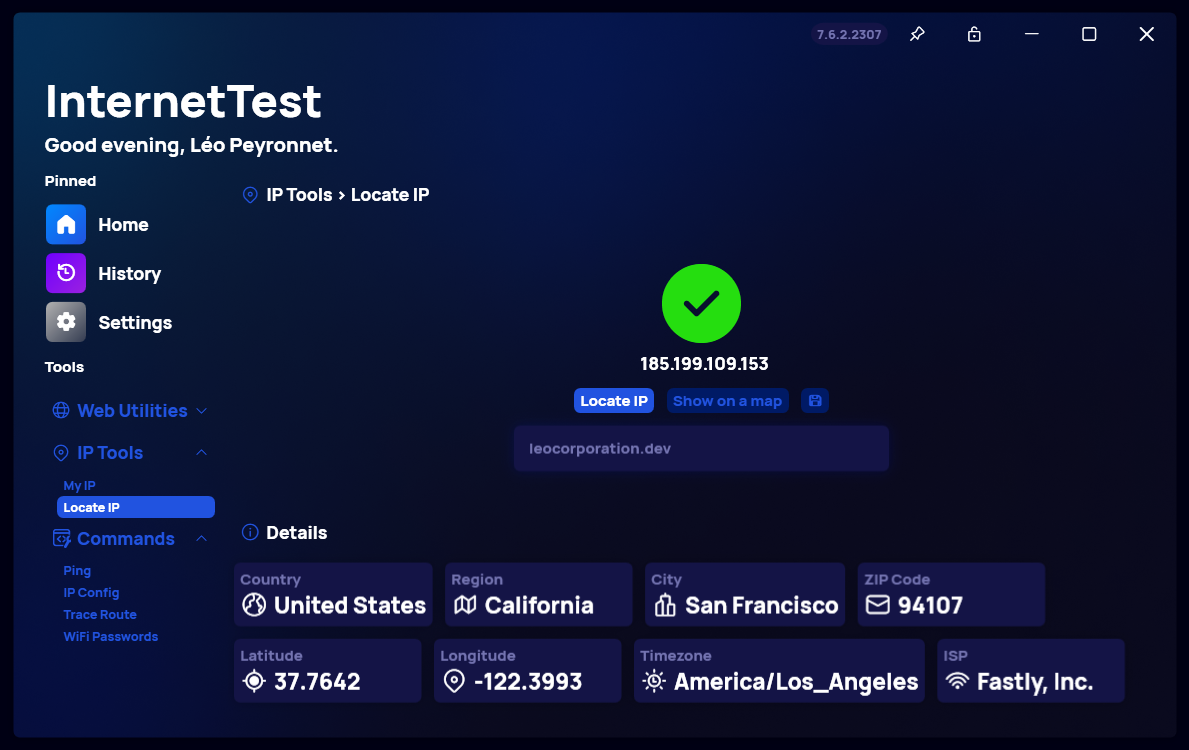 7.6.2.2307
InternetTest
Good evening, Léo Peyronnet.
Pinned
Home
History
Settings
Tools
Web Utilities
IP Tools
My IP
Locate IP
Commands
Ping
IP Config
Trace Route
WiFi Passwords
IP Tools > Locate IP
185.199.109.153
Locate IP
Show on a map
leocorporation.dev
Details
Country
United States
Region
California
City
San Francisco
ZIP Code
94107
Latitude
37.7642
Longitude
-122.3993
Timezone
America/Los_Angeles
ISP
Fastly, Inc.